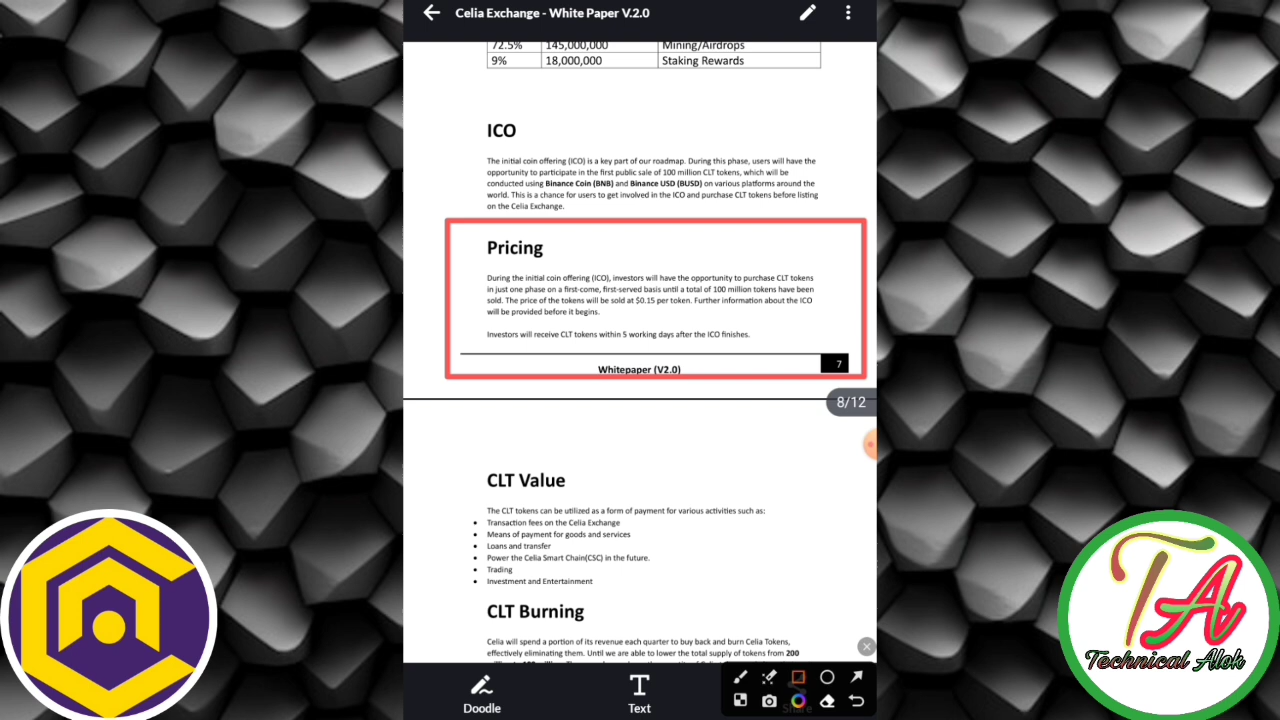 Celia Exchange - White Paper V.2.0
72.5% 145,000,000 Mining/Airdrops
9% 18,000,000 Staking Rewards
ICO
The initial coin offering (ICO) is a key part of our roadmap. During this phase, users will have the
opportunity to participate in the first public sale of 100 million CLT tokens, which will be
conducted using Binance Coin (BNB) and Binance USD (BUSD) on various platforms around the
world. This is a chance for users to get involved in the ICO and purchase CLT tokens before listing
on the Celia Exchange.
Pricing
During the initial coin offering (ICO), investors will have the opportunity to purchase CLT tokens
in just one phase on a first-come, first-served basis until a total of 100 million tokens have been
sold. The price of the tokens will be sold at $0.15 per token. Further information about the ICO
will be provided before it begins.
Investors will receive CLT tokens within 5 working days after the ICO finishes.
Whitepaper (V2.0) 7
8/12
CLT Value
The CLT tokens can be utilized as a form of payment for various activities such as:
• Transaction fees on the Celia Exchange
• Means of payment for goods and services
• Loans and transfer
• Power the Celia Smart Chain(CSC) in the future.
• Trading
• Investment and Entertainment
CLT Burning
Celia will spend a portion of its revenue each quarter to buy back and burn Celia Tokens,
effectively eliminating them. Until we are able to lower the total supply of tokens from 200
Doodle
T
Text
Share
TA
Technical Alok